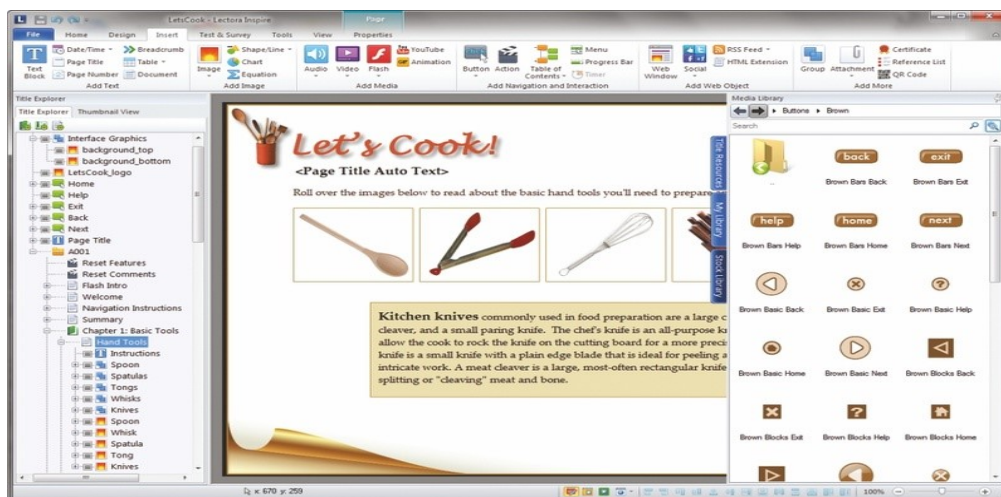 LetsCook - Lectora Inspire
Page
File Home Design Insert Test & Survey Tools View Properties
Text Block
Date/Time
Page Title
Page Number
Breadcrumb
Table
Document
Add Text
Image
Shape/Line
Chart
Equation
Add Image
Audio
Video
Flash
YouTube
Animation
Add Media
Button
Action
Table of Contents
Menu
Progress Bar
Timer
Add Navigation and Interaction
Web Window
Social
RSS Feed
HTML Extension
Add Web Object
Group
Attachment
Certificate
Reference List
QR Code
Add More
Title Explorer
Title Explorer Thumbnail View
Interface Graphics
background_top
background_bottom
LetsCook_logo
Home
Help
Exit
Back
Next
Page Title
A001
Reset Features
Reset Comments
Flash Intro
Welcome
Navigation Instructions
Summary
Chapter 1: Basic Tools
Hand Tools
Instructions
Spoon
Spatulas
Tongs
Whisks
Knives
Spoon
Whisk
Spatula
Tong
Knives
Let's Cook!
<Page Title Auto Text>
Roll over the images below to read about the basic hand tools you'll need to prepare
Kitchen knives commonly used in food preparation are a large c
cleaver, and a small paring knife. The chef's knife is an all-purpose kn
allow the cook to rock the knife on the cutting board for a more preci
knife is a small knife with a plain edge blade that is ideal for peeling a
intricate work. A meat cleaver is a large, most-often rectangular knife
splitting or "cleaving" meat and bone.
Title Resources
My Library
Stock Library
Media Library
Buttons Brown
Search
..
back
Brown Bars Back
exit
Brown Bars Exit
help
Brown Bars Help
home
Brown Bars Home
next
Brown Bars Next
Brown Basic Back
Brown Basic Exit
Brown Basic Help
Brown Basic Home
Brown Basic Next
Brown Blocks Back
Brown Blocks Exit
Brown Blocks Help
Brown Blocks Home
x: 670 y: 259
100%